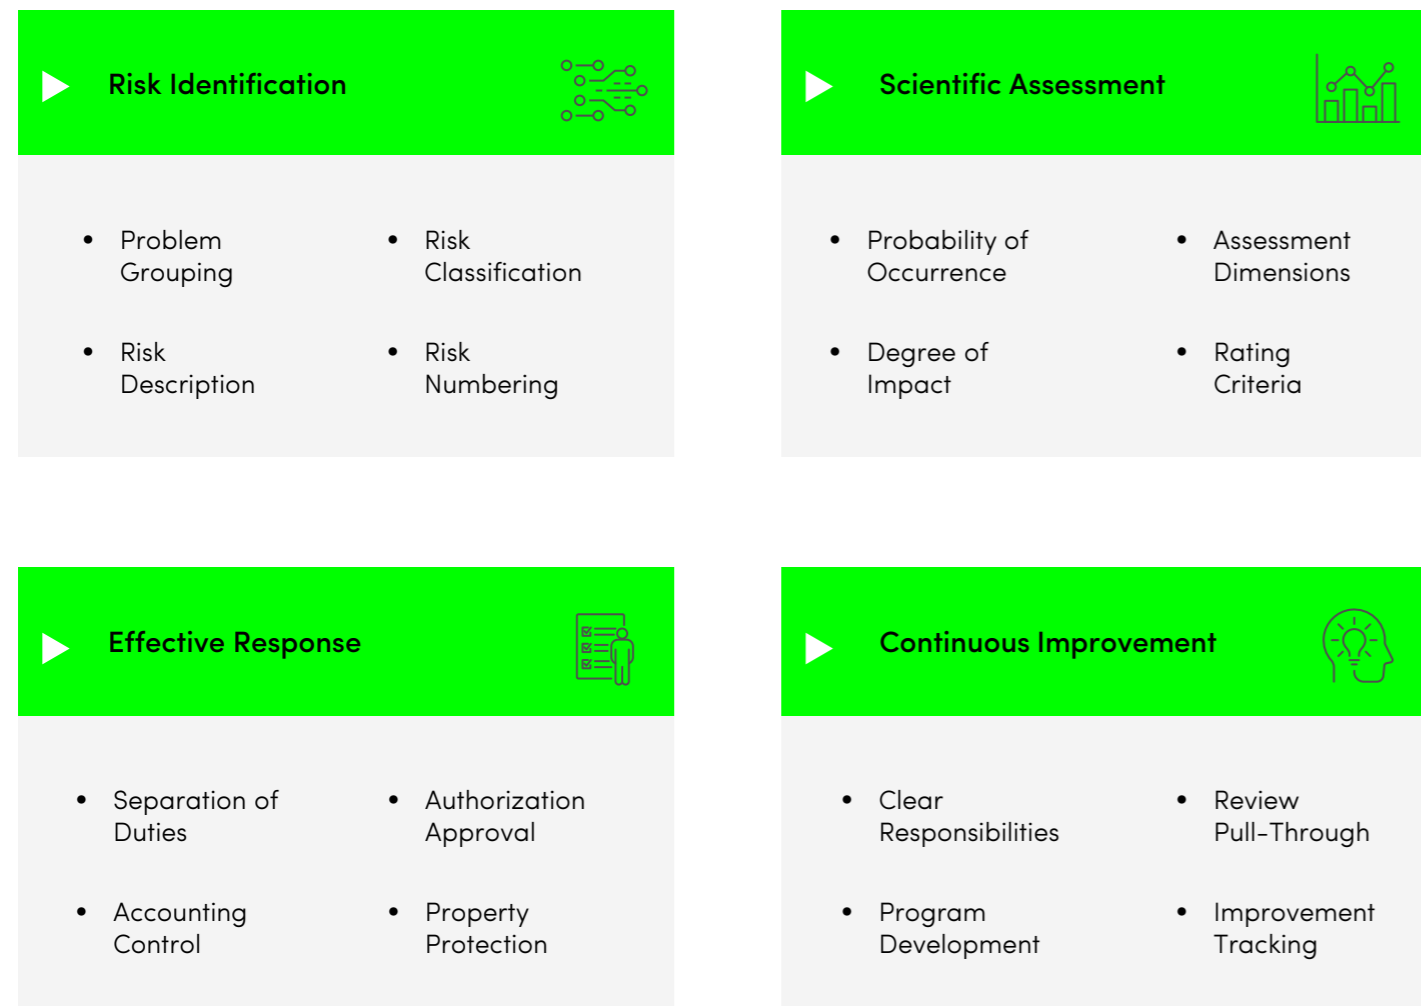 Risk Identification
• Problem
Grouping
• Risk
Classification
• Risk
Description
• Risk
Numbering
Scientific Assessment
• Probability of
Occurrence
• Assessment
Dimensions
• Degree of
Impact
• Rating
Criteria
Effective Response
• Separation of
Duties
• Authorization
Approval
• Accounting
Control
• Property
Protection
Continuous Improvement
• Clear
Responsibilities
• Review
Pull-Through
• Program
Development
• Improvement
Tracking